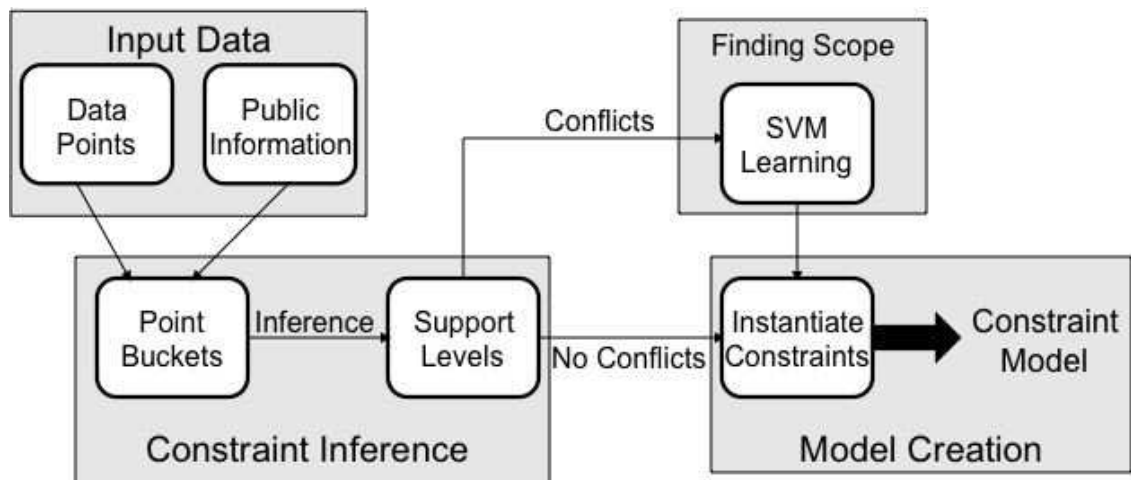 Input Data
Data
Points
Public
Information
Finding Scope
SVM
Learning
Conflicts
Point
Buckets
Inference
Support
Levels
No Conflicts
Instantiate
Constraints
Constraint
Model
Constraint Inference
Model Creation